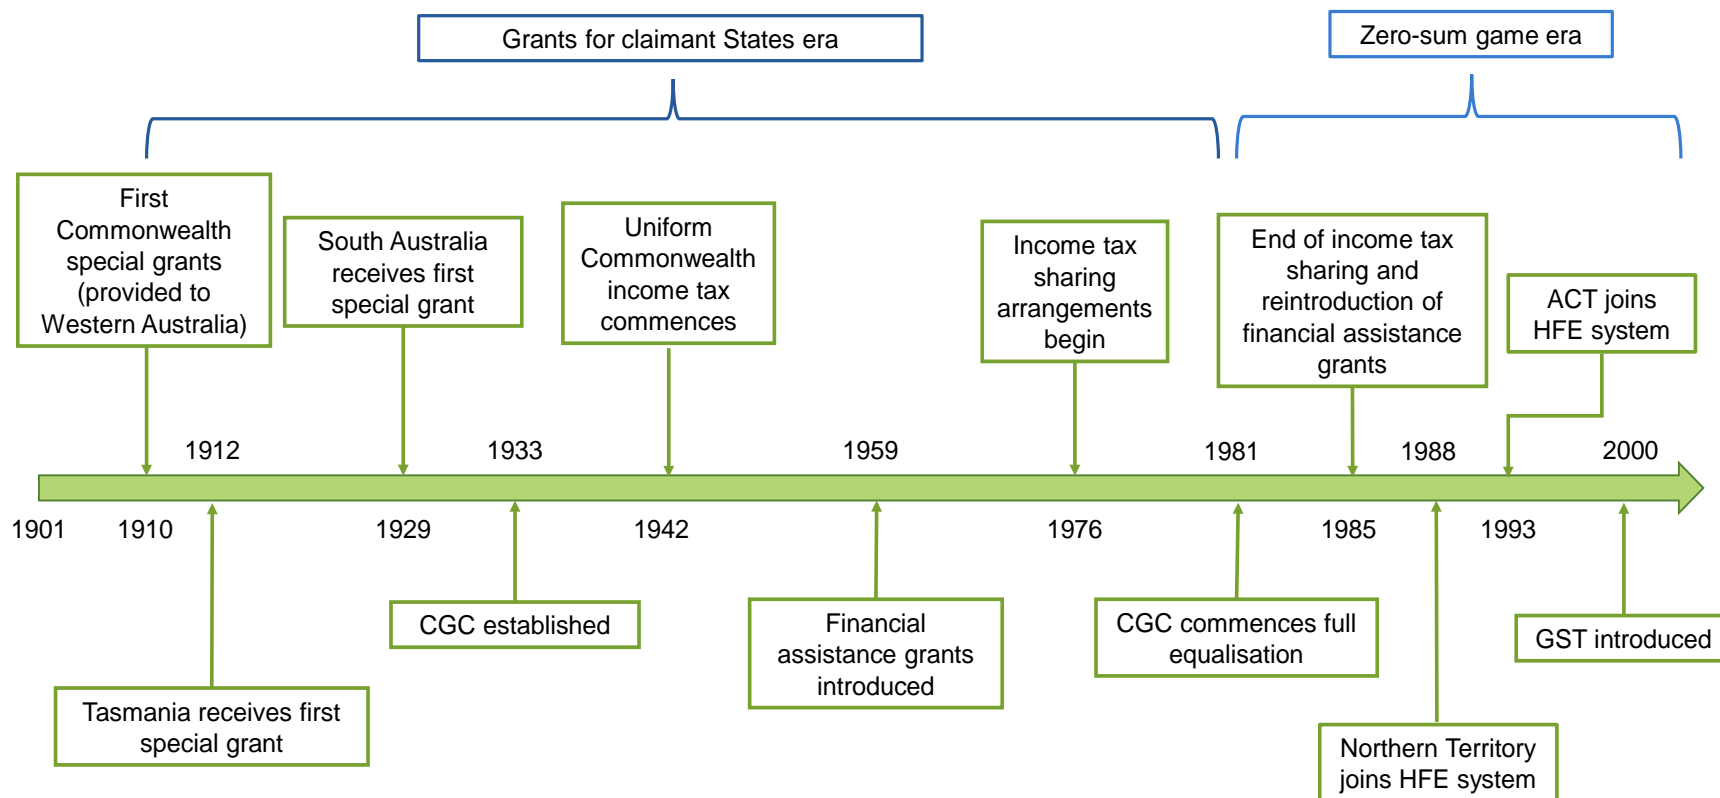 Grants for claimant States era
Zero-sum game era
First
Commonwealth
special grants
(provided to
Western Australia)
South Australia
receives first
special grant
Uniform
Commonwealth
income tax
commences
Income tax
sharing
arrangements
begin
End of income tax
sharing and
reintroduction of
financial assistance
grants
ACT joins
HFE system
1912
1933
1959
1981
1988
2000
1901
1910
1929
1942
1976
1985
1993
CGC established
Financial
assistance grants
introduced
CGC commences full
equalisation
GST introduced
Tasmania receives first
special grant
Northern Territory
joins HFE system